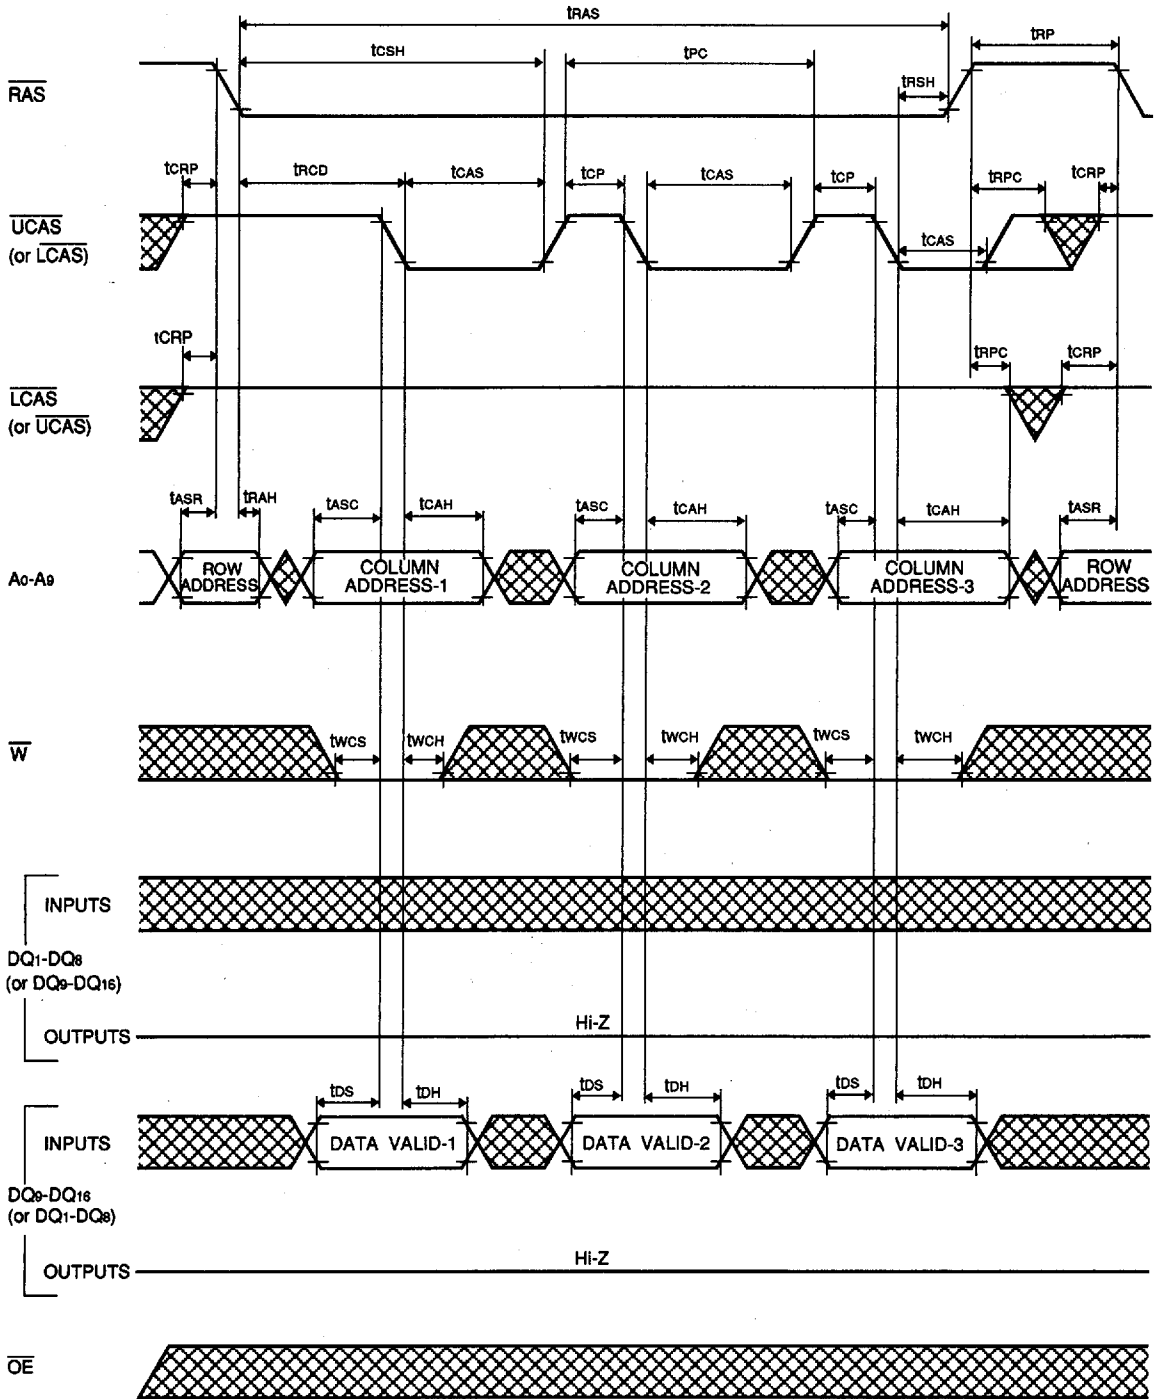 tRAS
tCSH tPC tRP
tRSH
RAS
tCRP tRCD tCAS tCP tCAS tCP tRPC tCRP
UCAS
(or LCAS)
tCAS
tCRP tRPC tCRP
LCAS
(or UCAS)
tASR tRAH tASC tCAH tASC tCAH tASC tCAH tASR
A0-A9
ROW ADDRESS
COLUMN ADDRESS-1
COLUMN ADDRESS-2
COLUMN ADDRESS-3
ROW ADDRESS
W
tWCS tWCH tWCS tWCH tWCS tWCH
INPUTS
DQ1-DQ8
(or DQ9-DQ16)
OUTPUTS Hi-Z
tDS tDH tDS tDH tDS tDH
INPUTS DATA VALID-1 DATA VALID-2 DATA VALID-3
DQ9-DQ16
(or DQ1-DQ8)
OUTPUTS Hi-Z
OE